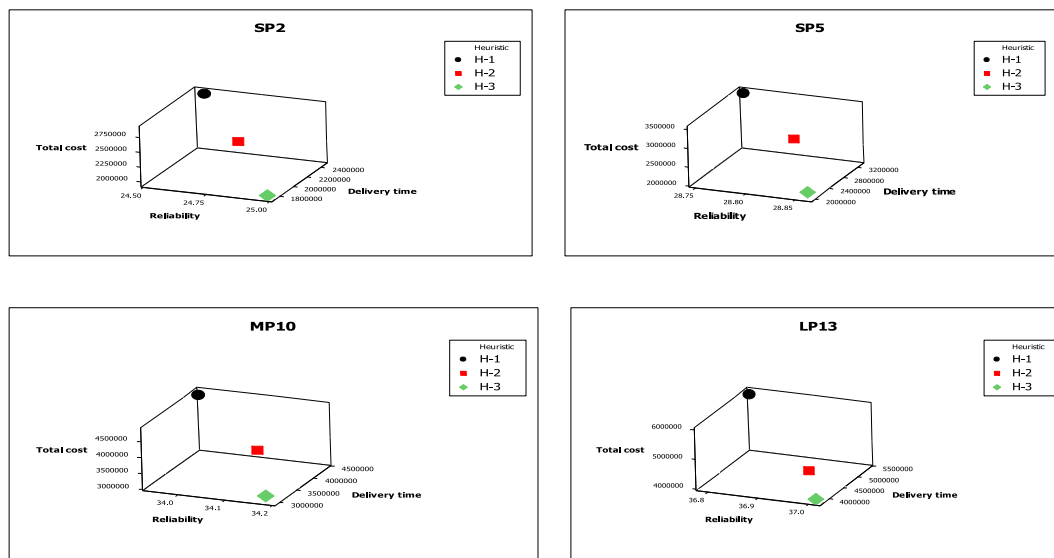 SP2
Heuristic
H-1
H-2
H-3
Total cost
2750000
2500000
2250000
2000000
24.50
24.75
25.00
Reliability
1800000
2000000
2200000
2400000
Delivery time
SP5
Heuristic
H-1
H-2
H-3
Total cost
3500000
3000000
2500000
2000000
28.75
28.80
28.85
Reliability
2000000
2400000
2800000
3200000
Delivery time
MP10
Heuristic
H-1
H-2
H-3
Total cost
4500000
4000000
3500000
3000000
34.0
34.1
34.2
Reliability
3000000
3500000
4000000
4500000
Delivery time
LP13
Heuristic
H-1
H-2
H-3
Total cost
6000000
5000000
4000000
36.8
36.9
37.0
Reliability
4000000
4500000
5000000
5500000
Delivery time